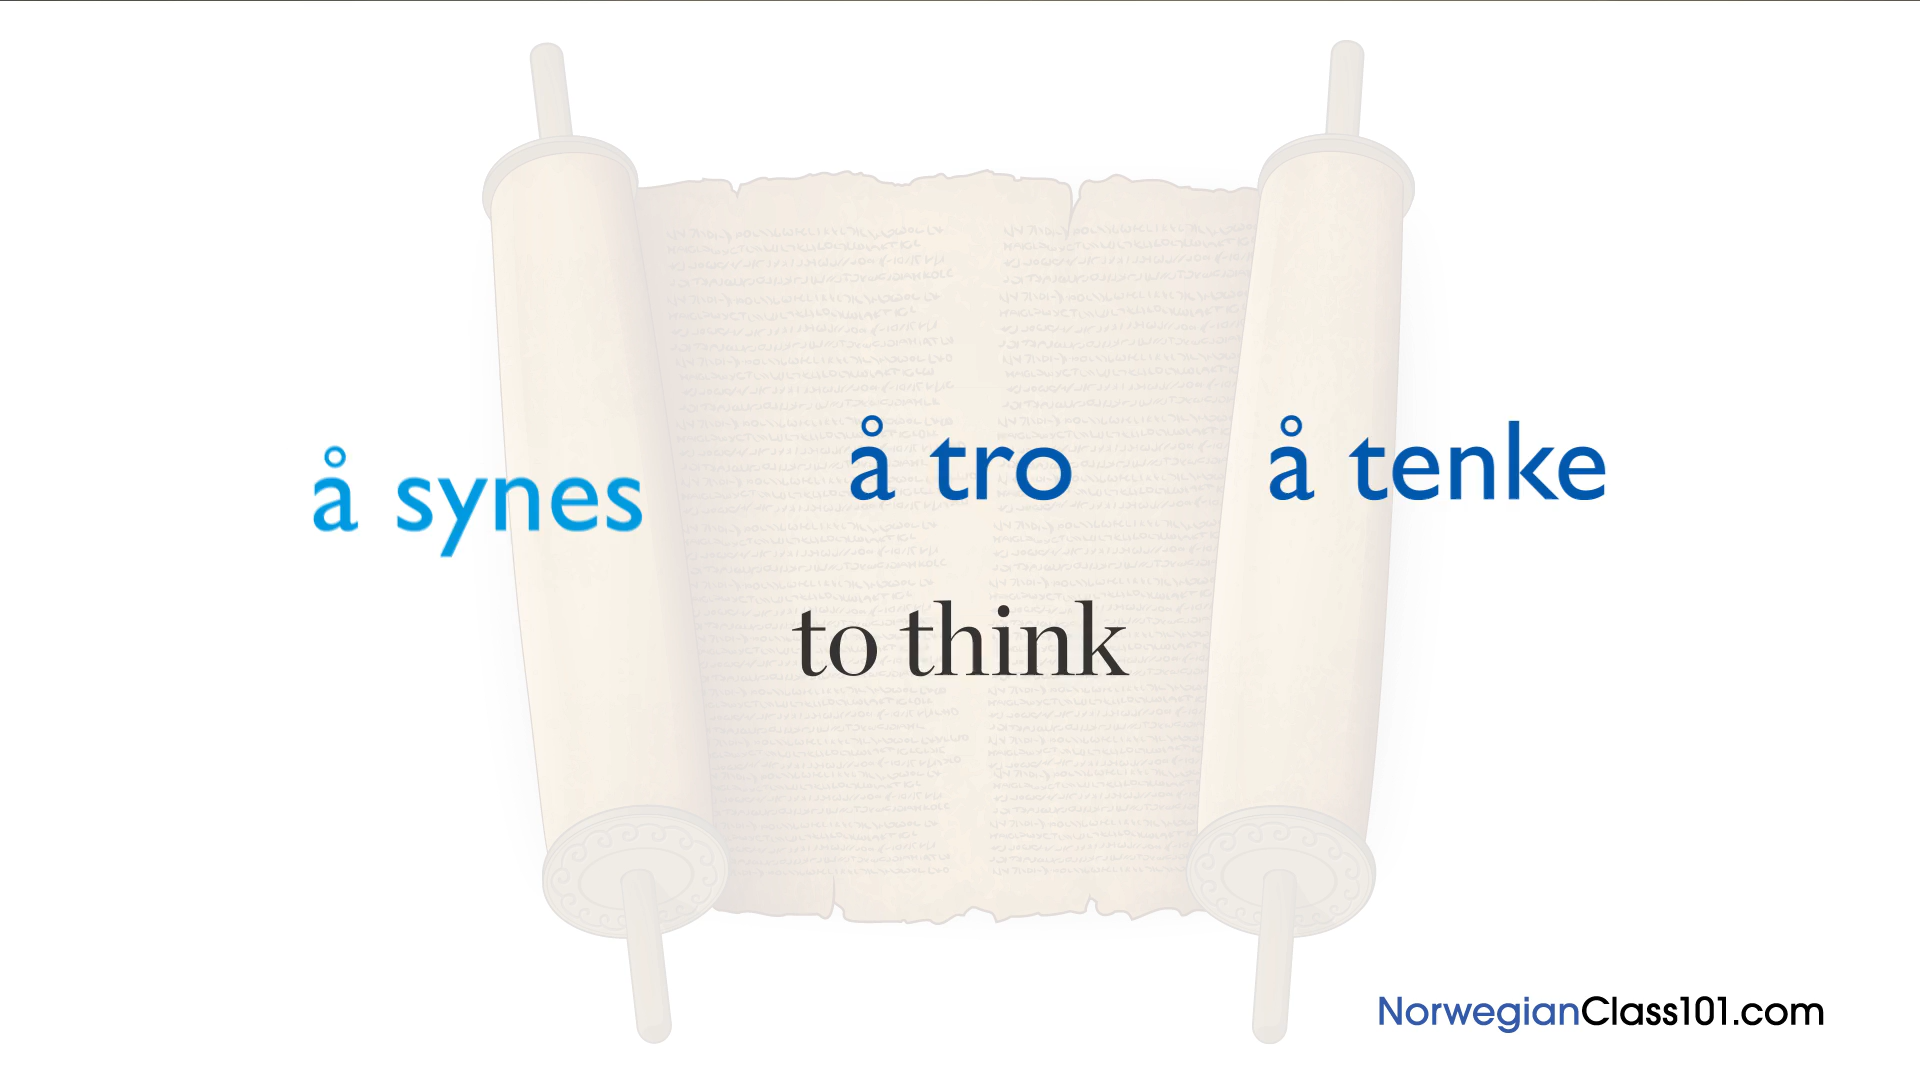 å synes
å tro
å tenke
to think
NorwegianClass101.com